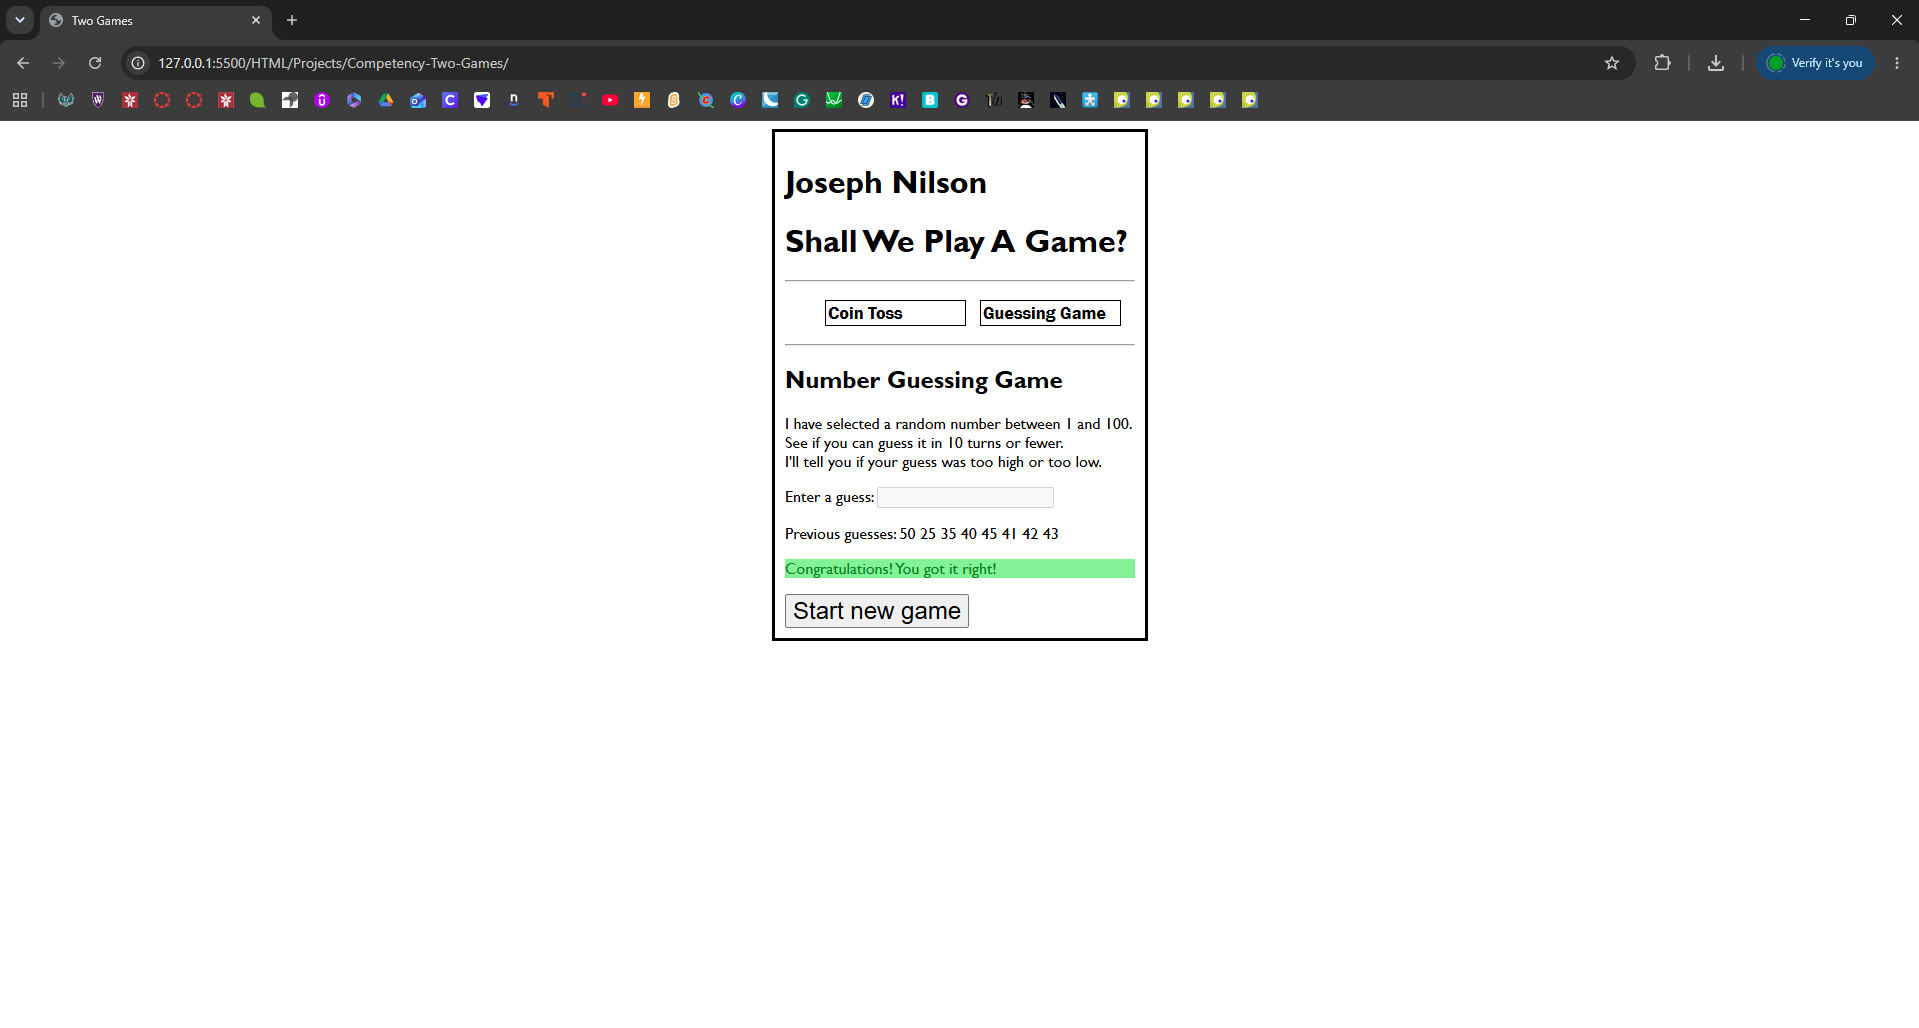 Two Games
127.0.0.1:5500/HTML/Projects/Competency-Two-Games/
Verify it's you
Joseph Nilson
Shall We Play A Game?
Coin Toss
Guessing Game
Number Guessing Game
I have selected a random number between 1 and 100.
See if you can guess it in 10 turns or fewer.
I'll tell you if your guess was too high or too low.
Enter a guess:
Previous guesses: 50 25 35 40 45 41 42 43
Congratulations! You got it right!
Start new game